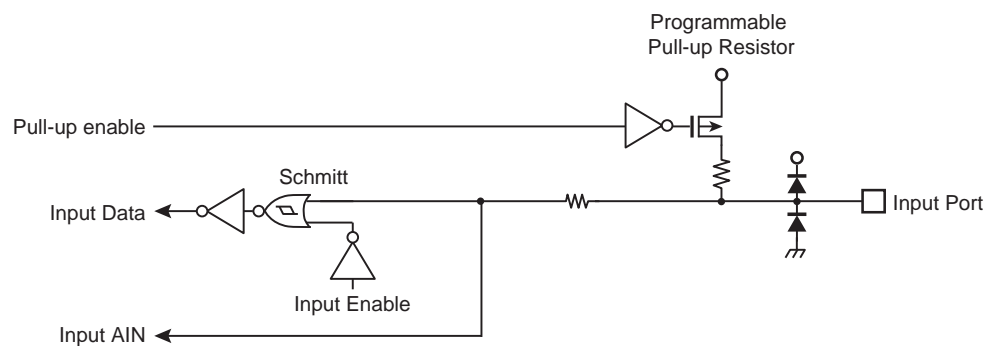 Programmable
Pull-up Resistor
Pull-up enable
Schmitt
Input Data
Input Port
Input Enable
Input AIN